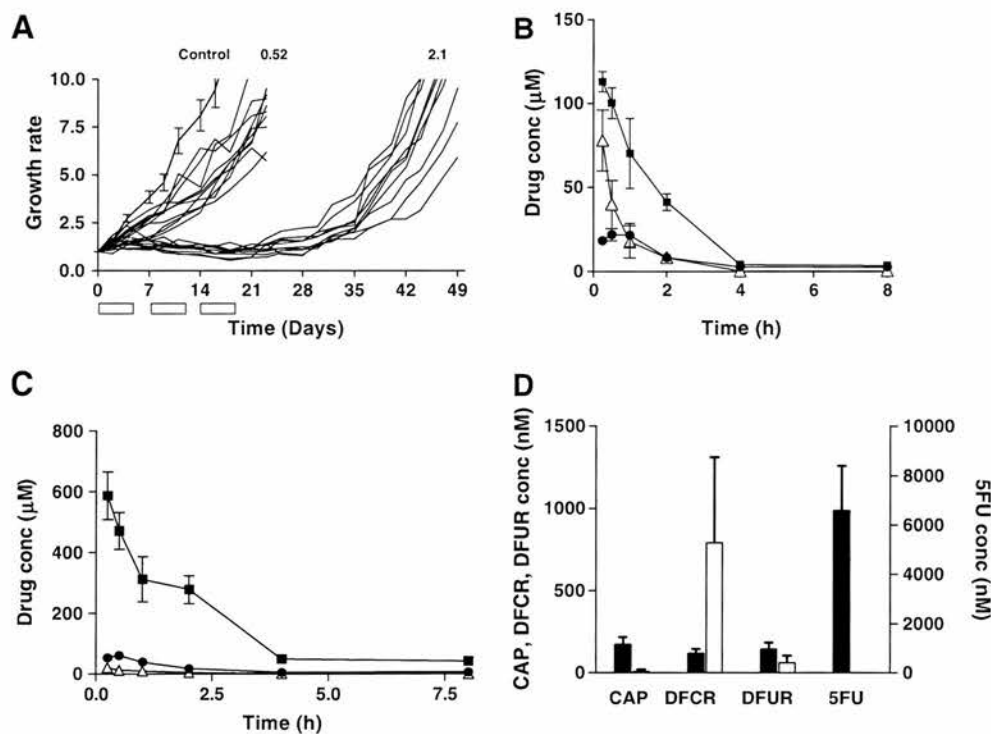 A
Control 0.52 2.1
10.0
7.5
5.0
2.5
0.0
Growth rate
0 7 14 21 28 35 42 49
Time (Days)
B
150
100
50
0
Drug conc (μM)
0 2 4 6 8
Time (h)
C
800
600
400
200
0
Drug conc (μM)
0.0 2.5 5.0 7.5
Time (h)
D
1500
1000
500
0
CAP, DFCR, DFUR conc (nM)
10000
8000
6000
4000
2000
0
5FU conc (nM)
CAP DFCR DFUR 5FU